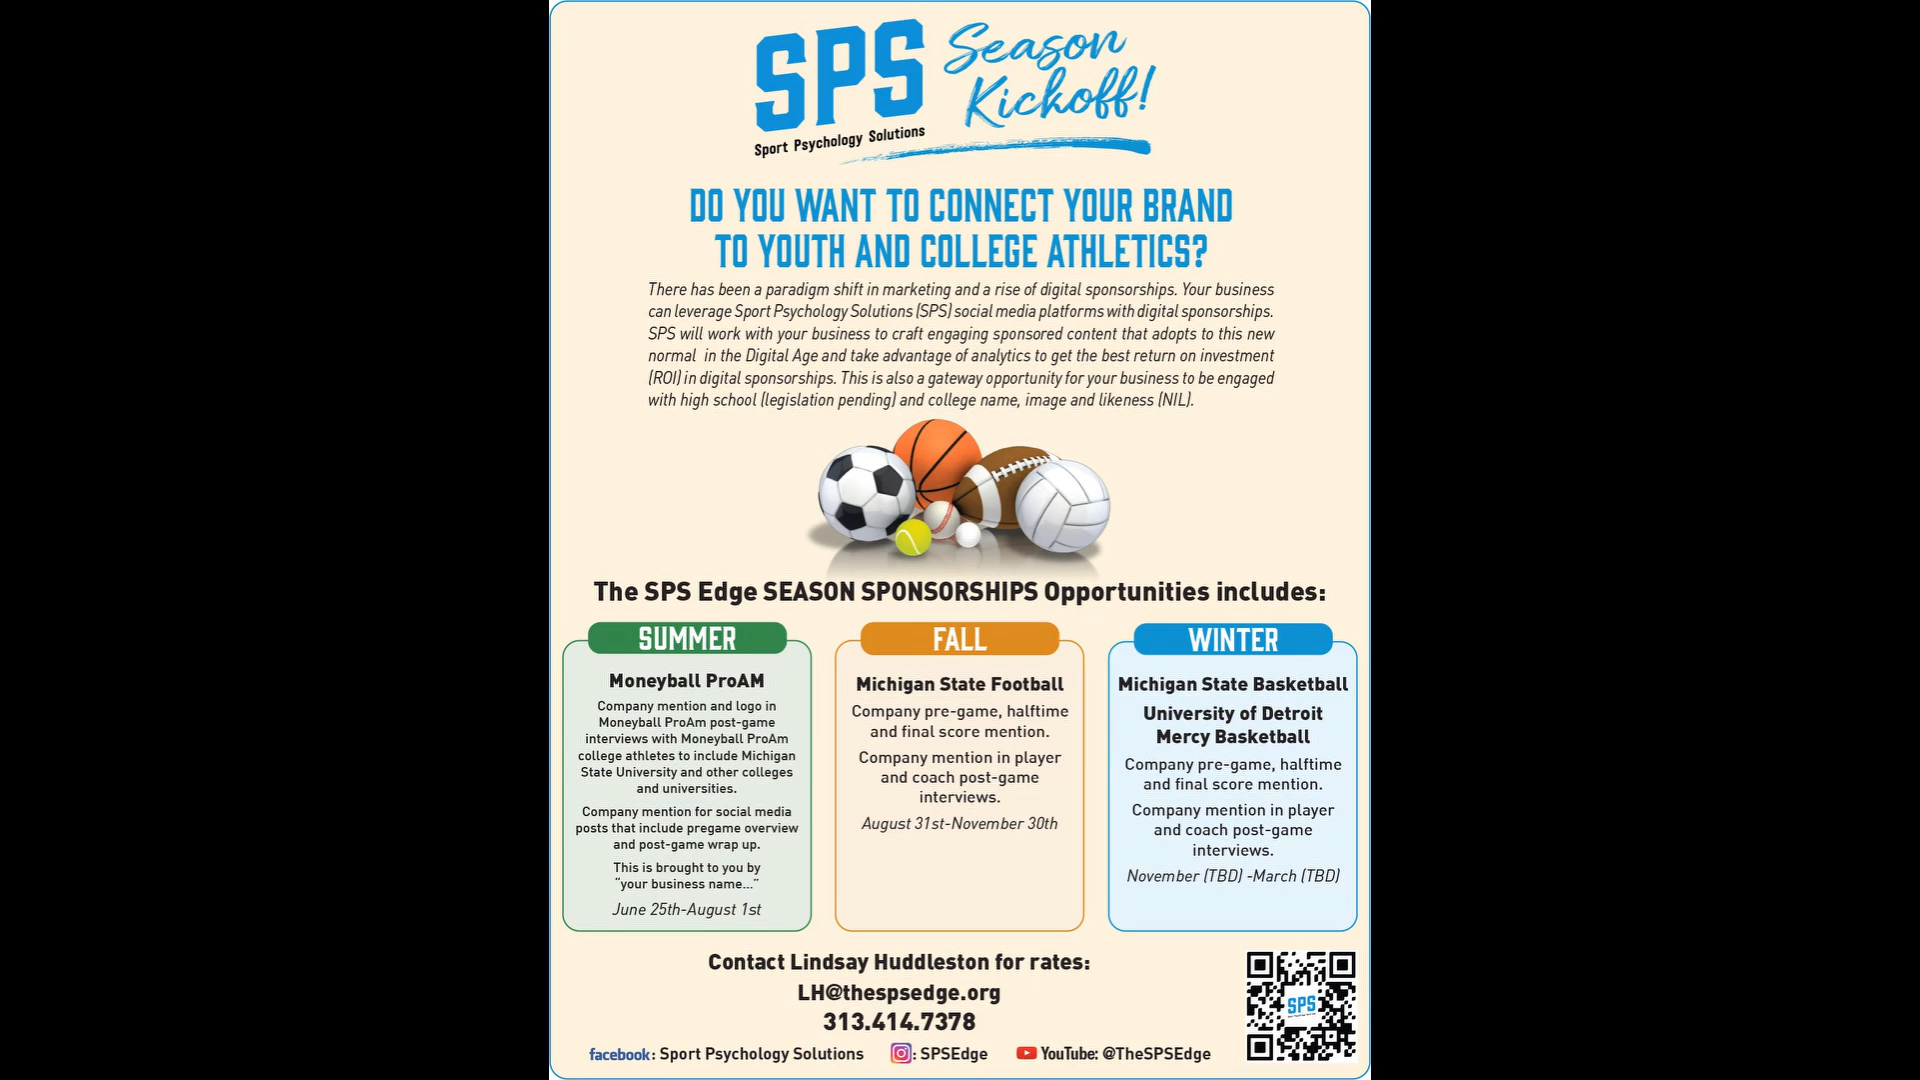 SPS Season
Kickoff!
Sport Psychology Solutions
DO YOU WANT TO CONNECT YOUR BRAND
TO YOUTH AND COLLEGE ATHLETICS?
There has been a paradigm shift in marketing and a rise of digital sponsorships. Your business
can leverage Sport Psychology Solutions (SPS) social media platforms with digital sponsorships.
SPS will work with your business to craft engaging sponsored content that adopts to this new
normal in the Digital Age and take advantage of analytics to get the best return on investment
(ROI) in digital sponsorships. This is also a gateway opportunity for your business to be engaged
with high school (legislation pending) and college name, image and likeness (NIL).
The SPS Edge SEASON SPONSORSHIPS Opportunities includes:
SUMMER
Moneyball ProAM
Company mention and logo in
Moneyball ProAm post-game
interviews with Moneyball ProAm
college athletes to include Michigan
State University and other colleges
and universities.
Company mention for social media
posts that include pregame overview
and post-game wrap up.
This is brought to you by
"your business name..."
June 25th-August 1st
FALL
Michigan State Football
Company pre-game, halftime
and final score mention.
Company mention in player
and coach post-game
interviews.
August 31st-November 30th
WINTER
Michigan State Basketball
University of Detroit
Mercy Basketball
Company pre-game, halftime
and final score mention.
Company mention in player
and coach post-game
interviews.
November (TBD) -March (TBD)
Contact Lindsay Huddleston for rates:
LH@thespsedge.org
313.414.7378
SPS
facebook: Sport Psychology Solutions : SPSEdge YouTube: @TheSPSEdge